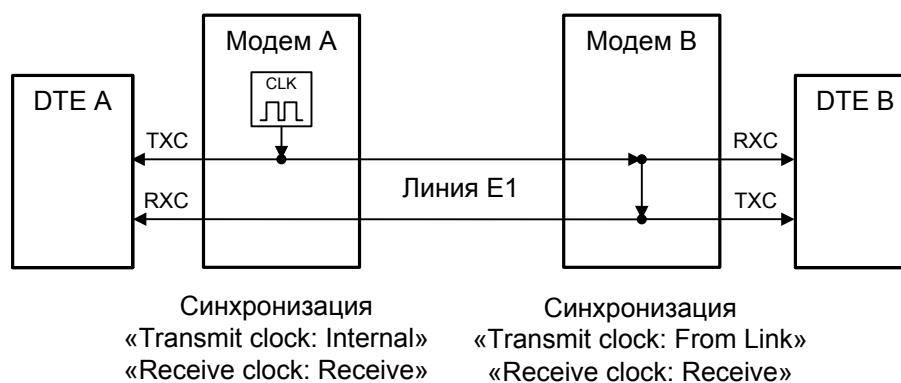 Модем A
Модем B
DTE A
CLK
DTE B
TXC
RXC
Линия E1
RXC
TXC
Синхронизация
«Transmit clock: Internal»
«Receive clock: Receive»
Синхронизация
«Transmit clock: From Link»
«Receive clock: Receive»